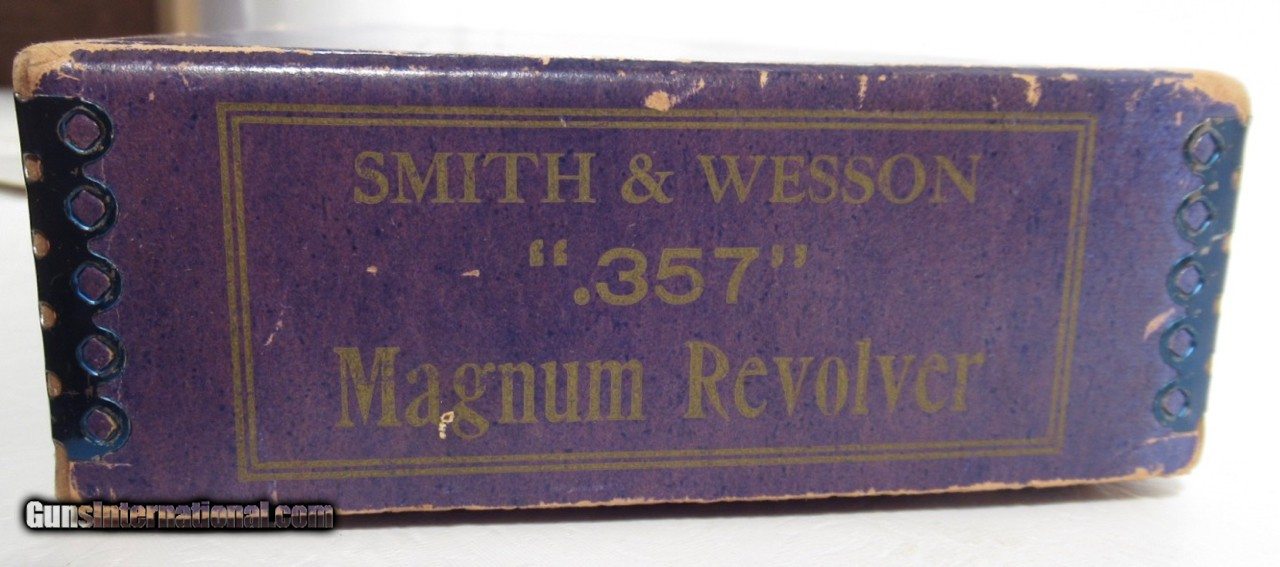 SMITH & WESSON
“.357”
Magnum Revolver
GunsInternational.com